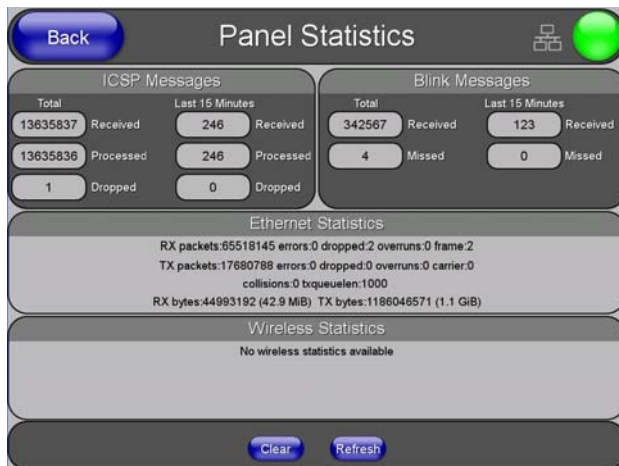 Back
Panel Statistics
ICSP Messages
Total
Last 15 Minutes
13635837 Received
246 Received
13635836 Processed
246 Processed
1 Dropped
0 Dropped
Blink Messages
Total
Last 15 Minutes
342567 Received
123 Received
4 Missed
0 Missed
Ethernet Statistics
RX packets:65518145 errors:0 dropped:2 overruns:0 frame:2
TX packets:17680788 errors:0 dropped:0 overruns:0 carrier:0
collisions:0 txqueuelen:1000
RX bytes:44993192 (42.9 MiB) TX bytes:1186046571 (1.1 GiB)
Wireless Statistics
No wireless statistics available
Clear
Refresh